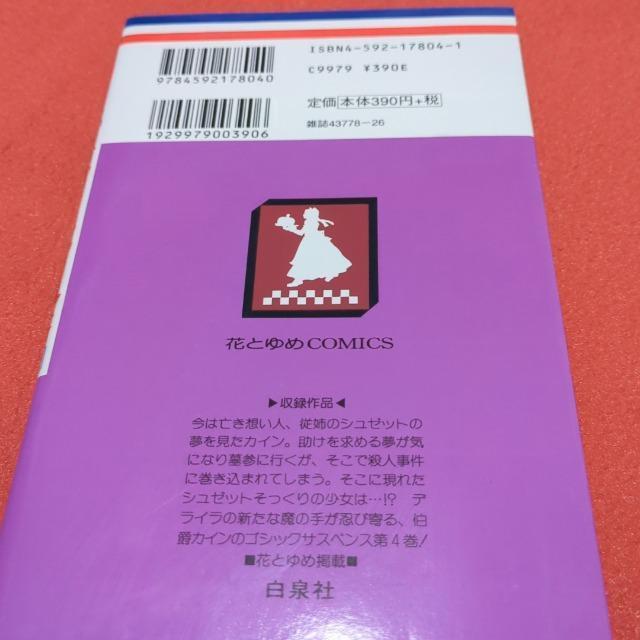 ISBN4-592-17804-1
C9979 ¥390E
9784592178040
定価 本体390円+税
雑誌43778-26
1929979003906
花とゆめCOMICS
▶収録作品◀
今は亡き想い人、従姉のシュゼットの
夢を見たカイン。助けを求める夢が気
になり墓参に行くが、そこで殺人事件
に巻き込まれてしまう。そこに現れた
シュゼットそっくりの少女は…!? デ
ライラの新たな魔の手が忍び寄る、伯
爵カインのゴシックサスペンス第4巻!
■花とゆめ掲載■
白泉社